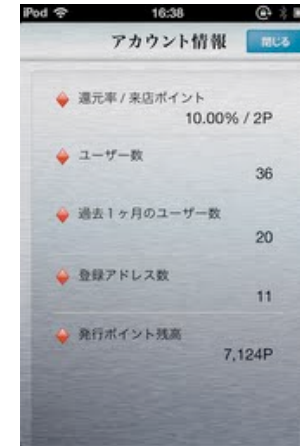 iPod 16:38
アカウント情報 閉じる
還元率 / 来店ポイント
10.00% / 2P
ユーザー数
36
過去1ヶ月のユーザー数
20
登録アドレス数
11
発行ポイント残高
7,124P